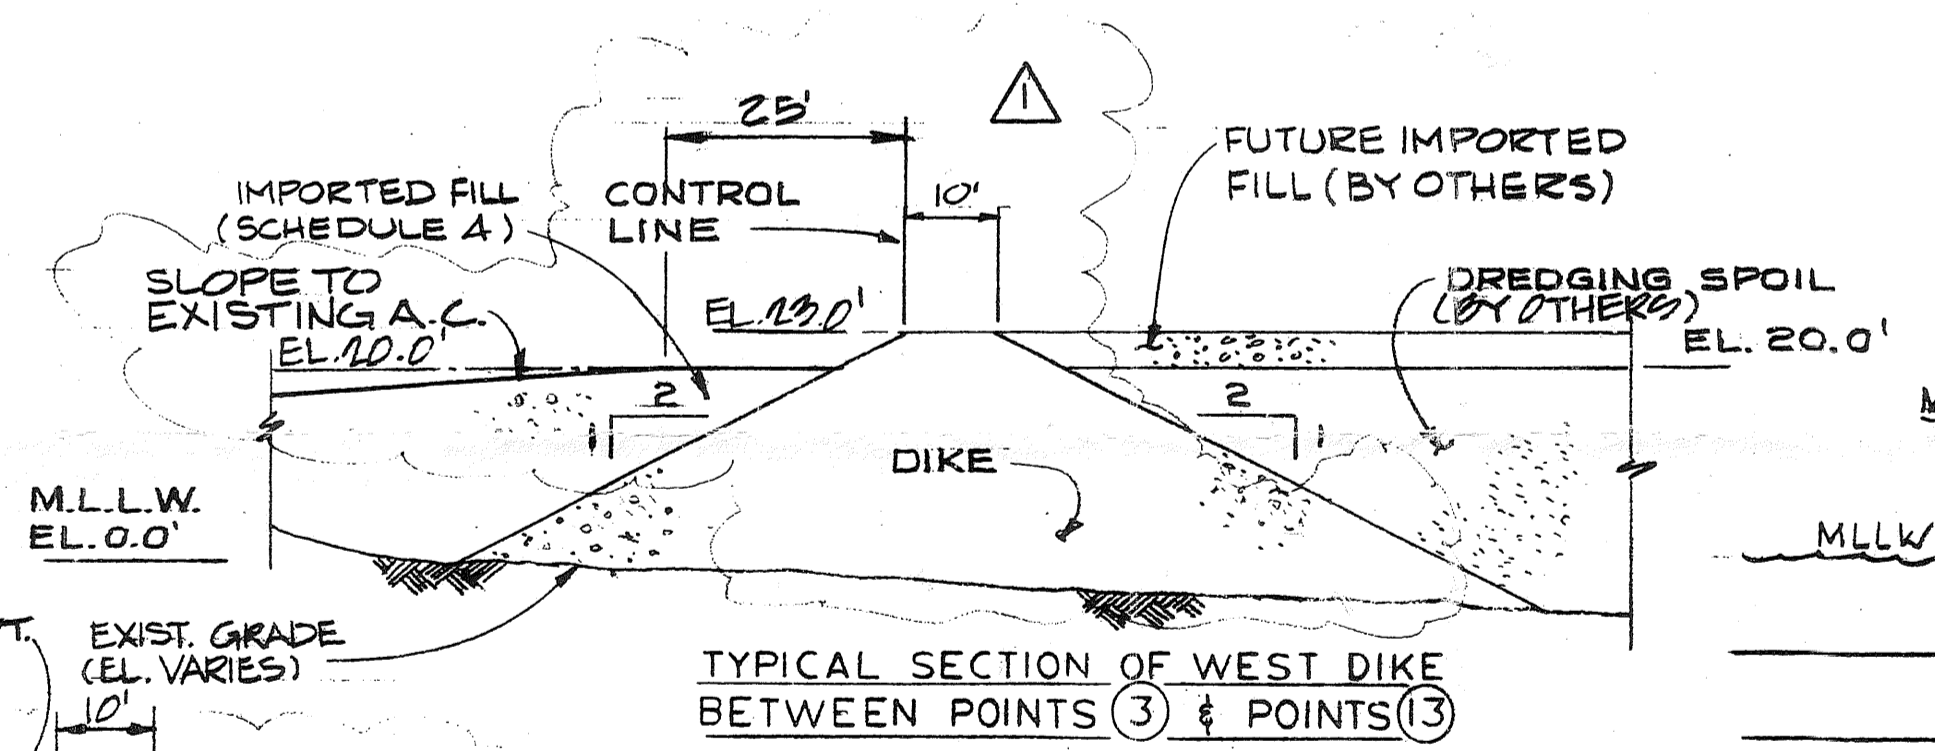 25'
1
IMPORTED FILL
(SCHEDULE 4)
CONTROL
LINE
10'
FUTURE IMPORTED
FILL (BY OTHERS)
SLOPE TO
EXISTING A.C.
EL. 20.0'
EL. 23.0'
DREDGING SPOIL
(BY OTHERS)
EL. 20.0'
2
1
2
1
DIKE
M.L.L.W.
EL. 0.0'
MLLW
T.
EXIST. GRADE
(EL. VARIES)
10'
TYPICAL SECTION OF WEST DIKE
BETWEEN POINTS 3 & POINTS 13